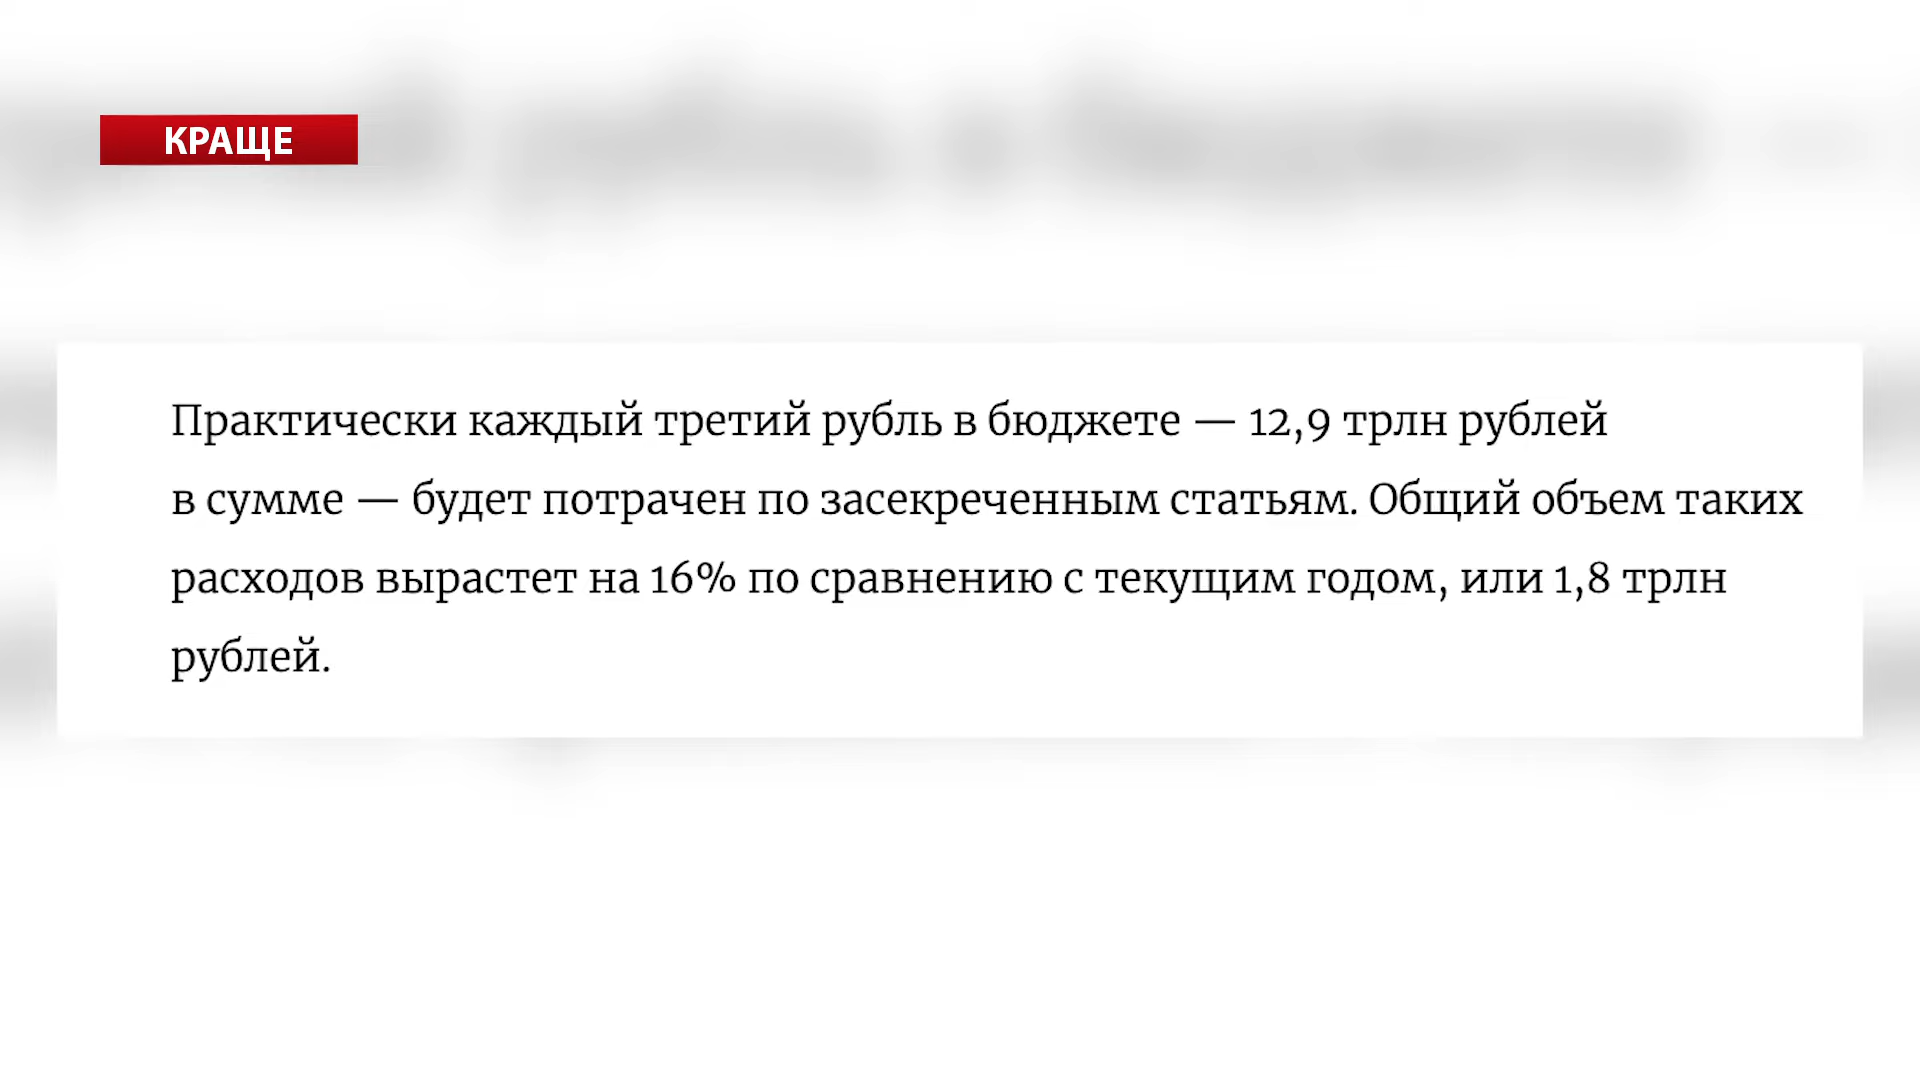 КРАЩЕ
Практически каждый третий рубль в бюджете — 12,9 трлн рублей
в сумме — будет потрачен по засекреченным статьям. Общий объем таких
расходов вырастет на 16% по сравнению с текущим годом, или 1,8 трлн
рублей.